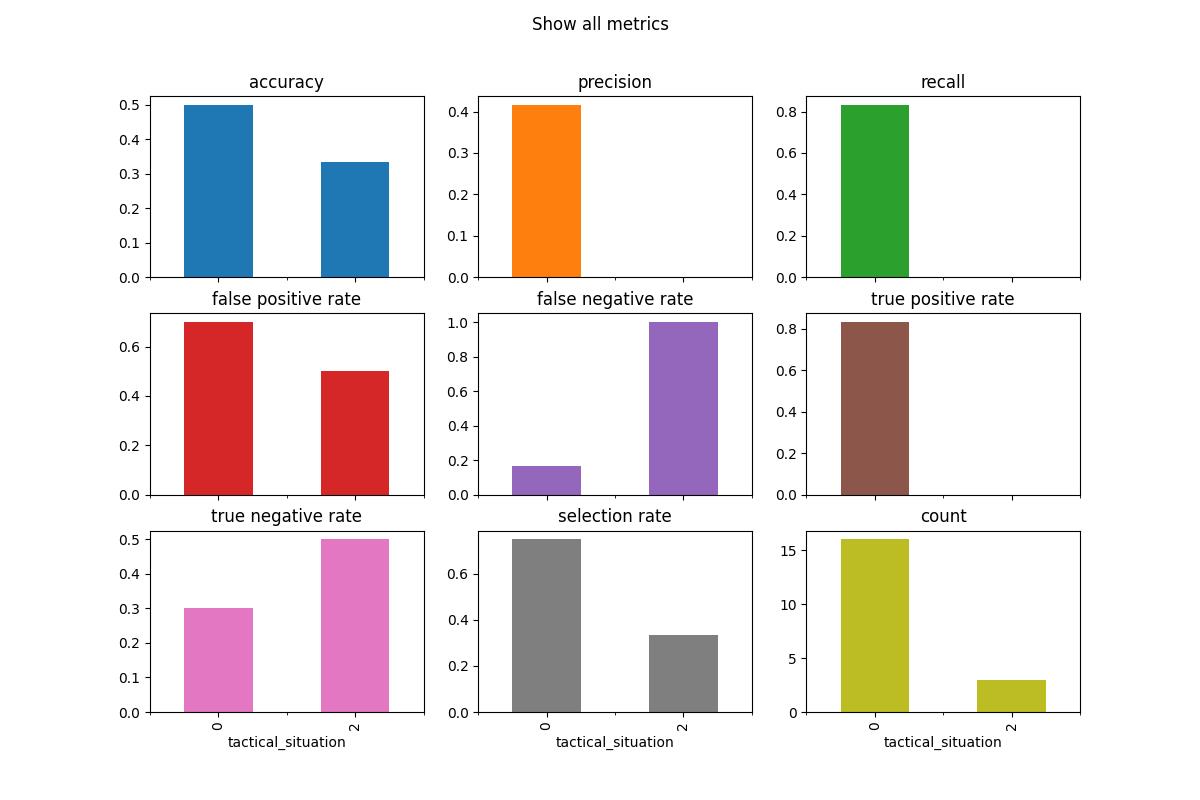 Show all metrics
accuracy precision recall
0.5 0.4 0.3 0.2 0.1 0.0
0.4 0.3 0.2 0.1 0.0
0.8 0.6 0.4 0.2 0.0
false positive rate false negative rate true positive rate
0.6 0.4 0.2 0.0
1.0 0.8 0.6 0.4 0.2 0.0
0.8 0.6 0.4 0.2 0.0
true negative rate selection rate count
0.5 0.4 0.3 0.2 0.1 0.0
0.6 0.4 0.2 0.0
15 10 5 0
0 2 0 2 0 2
tactical_situation tactical_situation tactical_situation